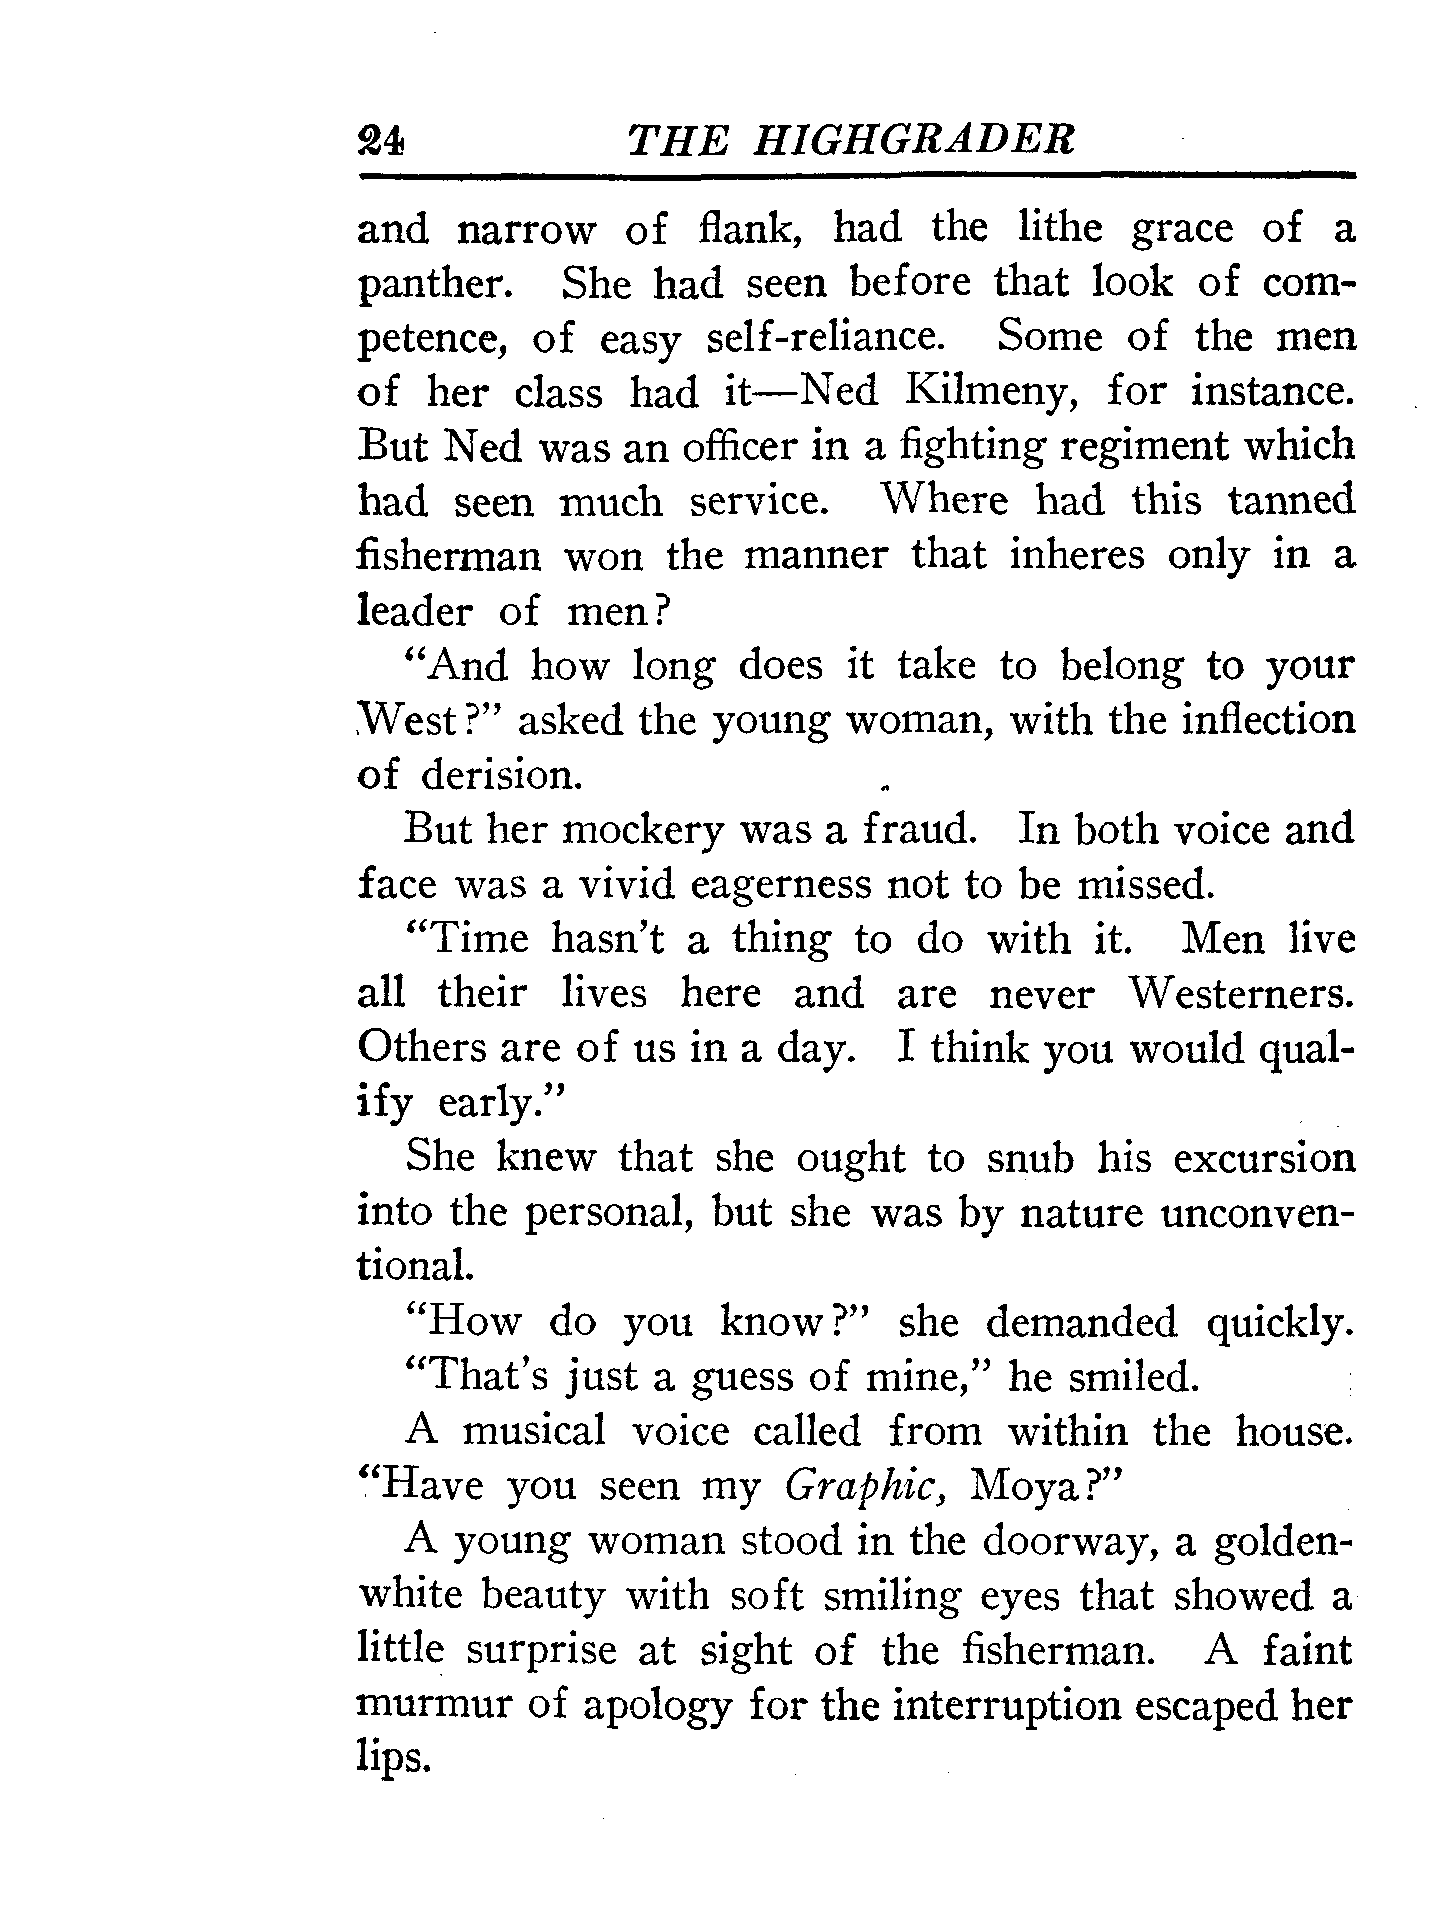 24 THE HIGHGRADER
and narrow of flank, had the lithe grace of a
panther. She had seen before that look of com-
petence, of easy self-reliance. Some of the men
of her class had it—Ned Kilmeny, for instance.
But Ned was an officer in a fighting regiment which
had seen much service. Where had this tanned
fisherman won the manner that inheres only in a
leader of men?
"And how long does it take to belong to your
West?" asked the young woman, with the inflection
of derision.
But her mockery was a fraud. In both voice and
face was a vivid eagerness not to be missed.
"Time hasn't a thing to do with it. Men live
all their lives here and are never Westerners.
Others are of us in a day. I think you would qual-
ify early."
She knew that she ought to snub his excursion
into the personal, but she was by nature unconven-
tional.
"How do you know?" she demanded quickly.
"That's just a guess of mine," he smiled.
A musical voice called from within the house.
"Have you seen my Graphic, Moya?"
A young woman stood in the doorway, a golden-
white beauty with soft smiling eyes that showed a
little surprise at sight of the fisherman. A faint
murmur of apology for the interruption escaped her
lips.